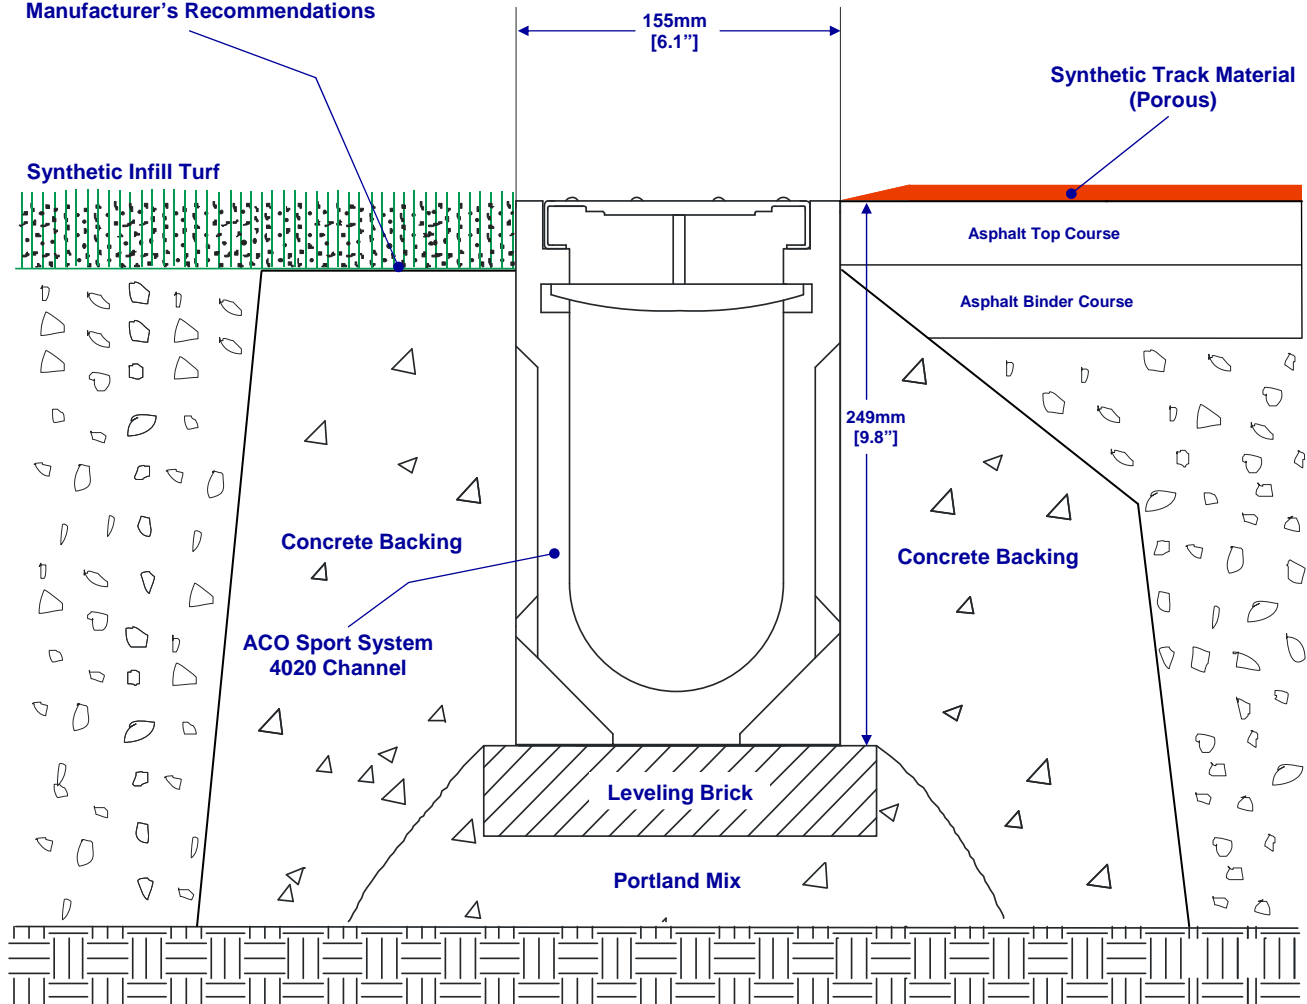 Manufacturer’s Recommendations
155mm
[6.1”]
Synthetic Track Material
(Porous)
Synthetic Infill Turf
Asphalt Top Course
Asphalt Binder Course
249mm
[9.8”]
Concrete Backing
Concrete Backing
ACO Sport System
4020 Channel
Leveling Brick
Portland Mix